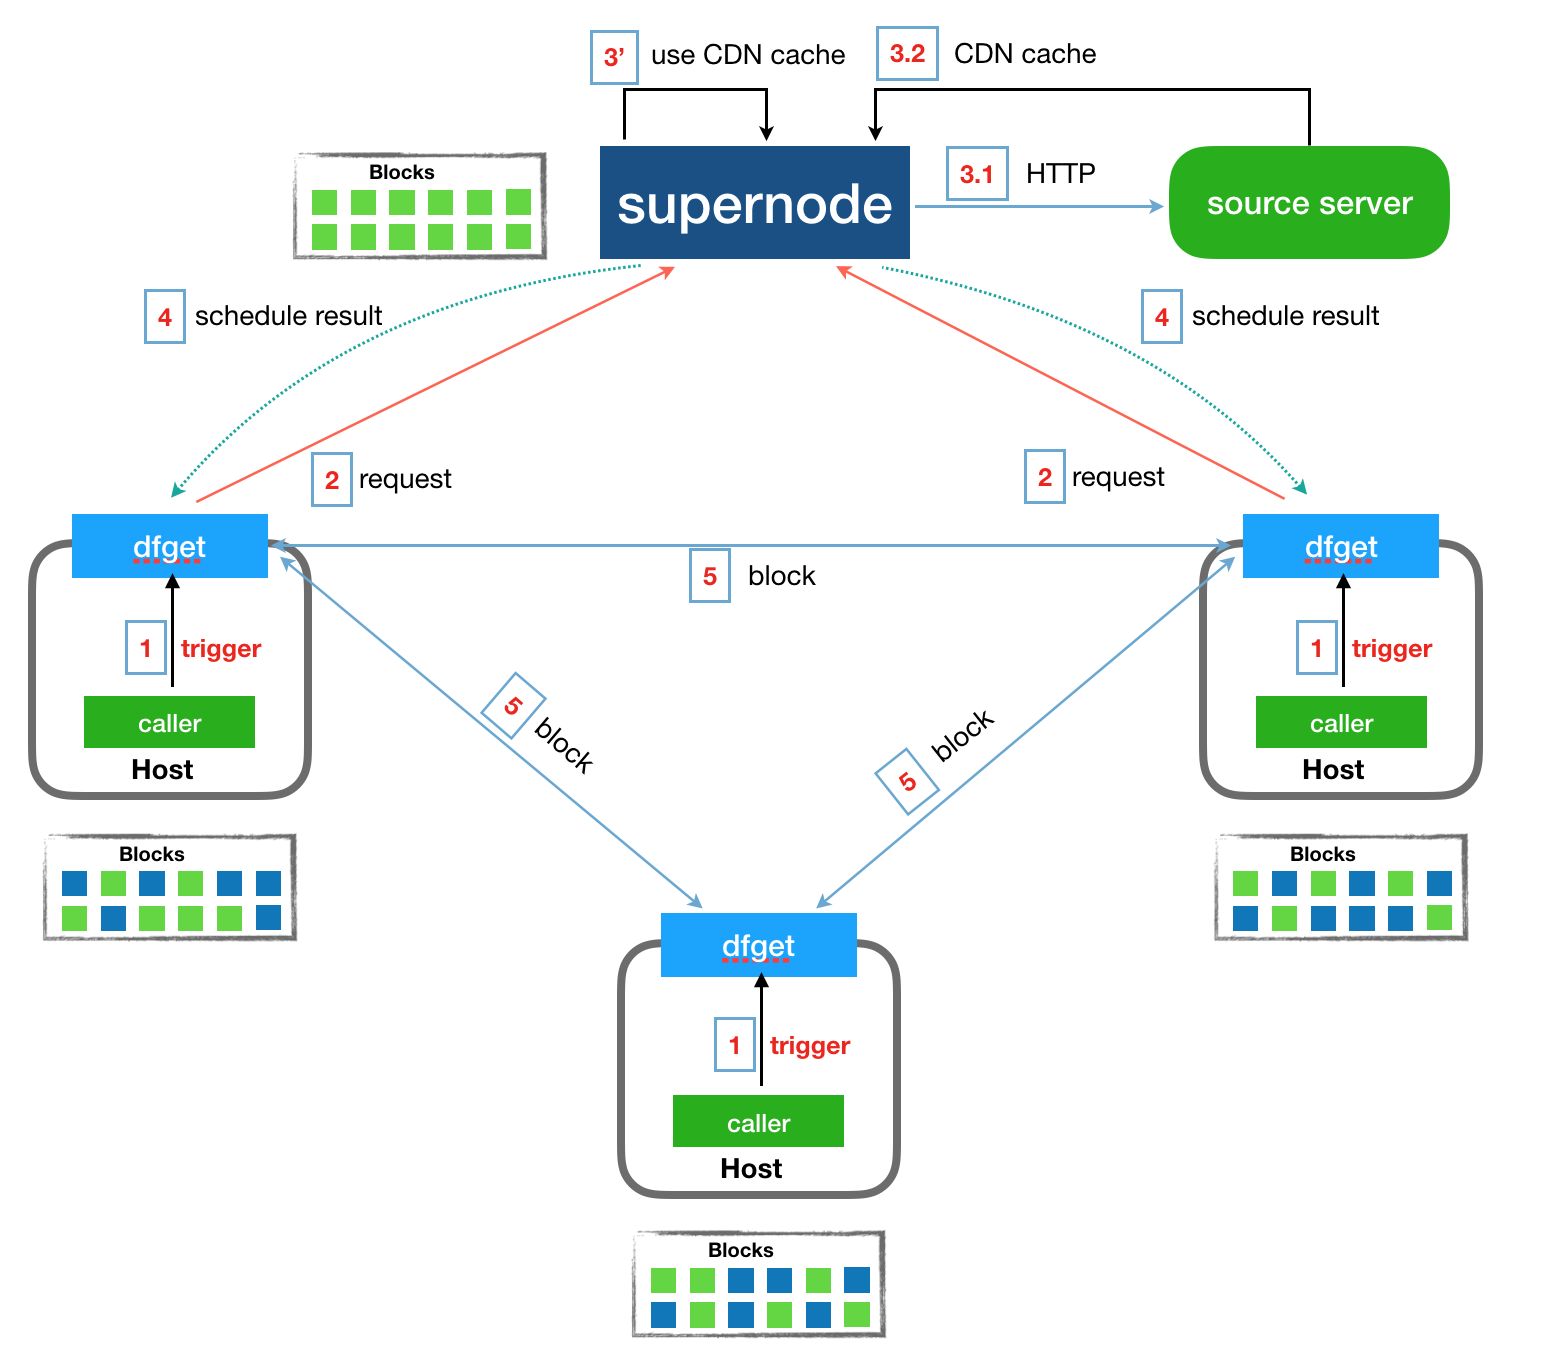 3’ use CDN cache
3.2 CDN cache
Blocks
supernode
3.1 HTTP
source server
4 schedule result
4 schedule result
2 request
2 request
dfget
dfget
5 block
1 trigger
1 trigger
5 block
5 block
caller
caller
Host
Host
Blocks
Blocks
dfget
1 trigger
caller
Host
Blocks